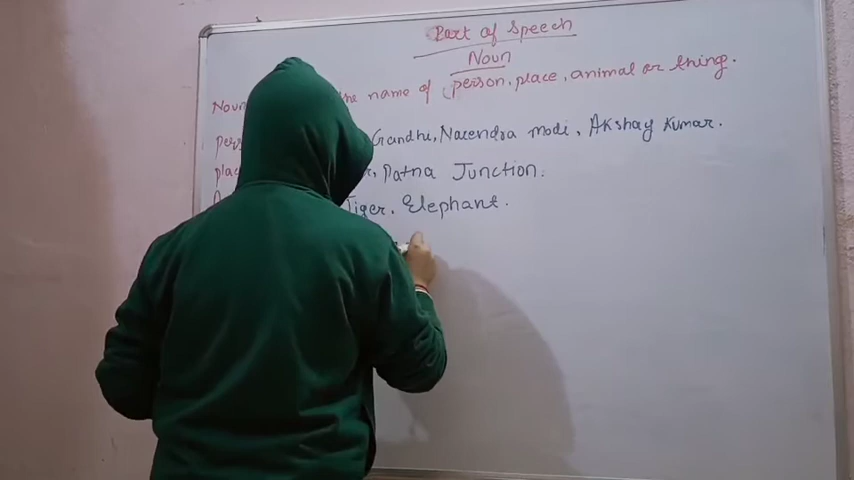 Part of Speech
Noun
Noun the name of person, place, animal or thing.
Gandhi, Narendra modi, Akshay Kumar.
Patna Junction.
Tiger. Elephant.